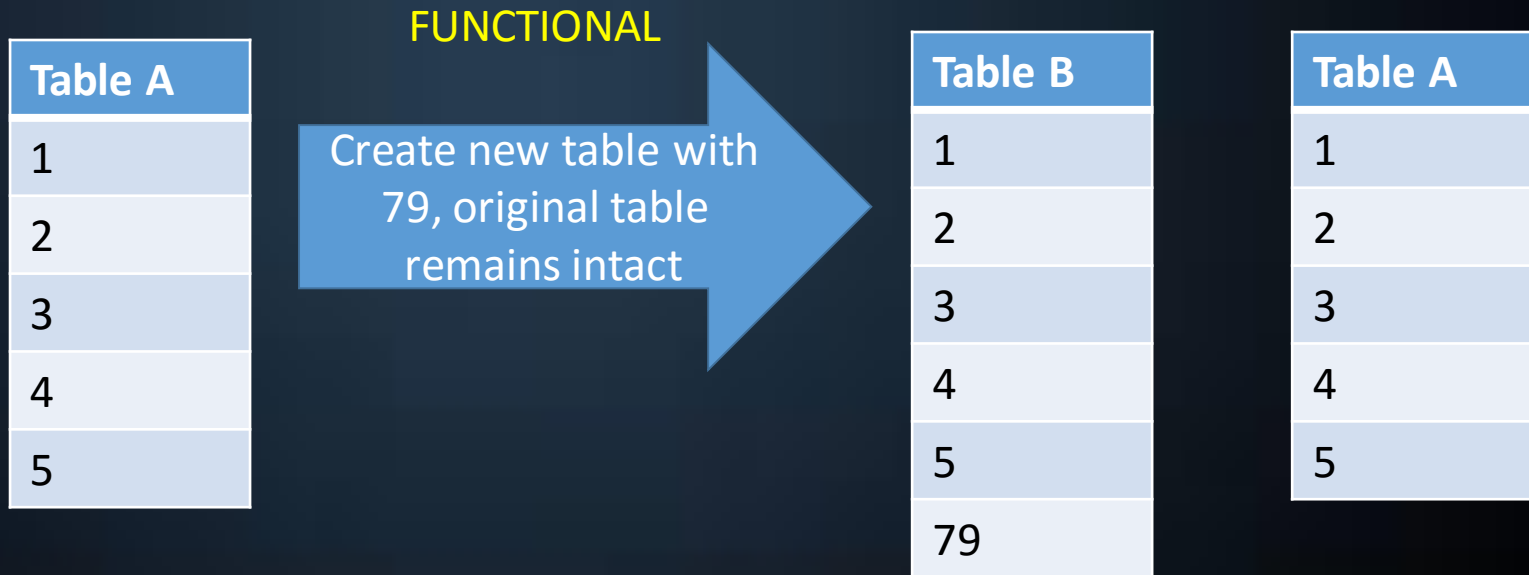 FUNCTIONAL
Table A
1
2
3
4
5
Create new table with
79, original table
remains intact
Table B
1
2
3
4
5
79
Table A
1
2
3
4
5